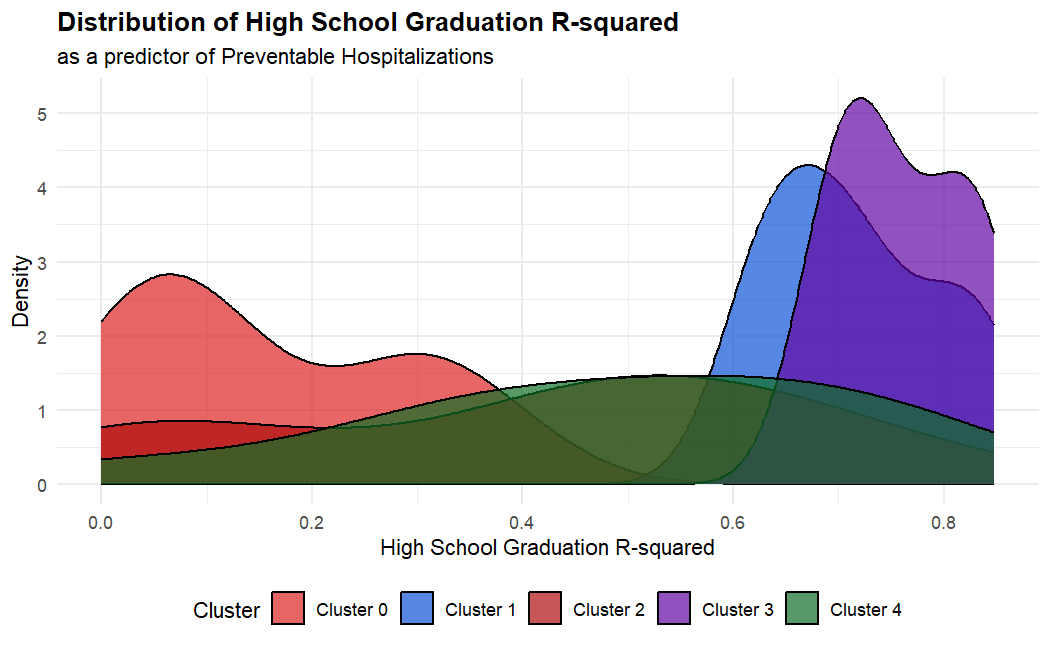 Distribution of High School Graduation R-squared
as a predictor of Preventable Hospitalizations
Density
5
4
3
2
1
0
0.0 0.2 0.4 0.6 0.8
High School Graduation R-squared
Cluster Cluster 0 Cluster 1 Cluster 2 Cluster 3 Cluster 4